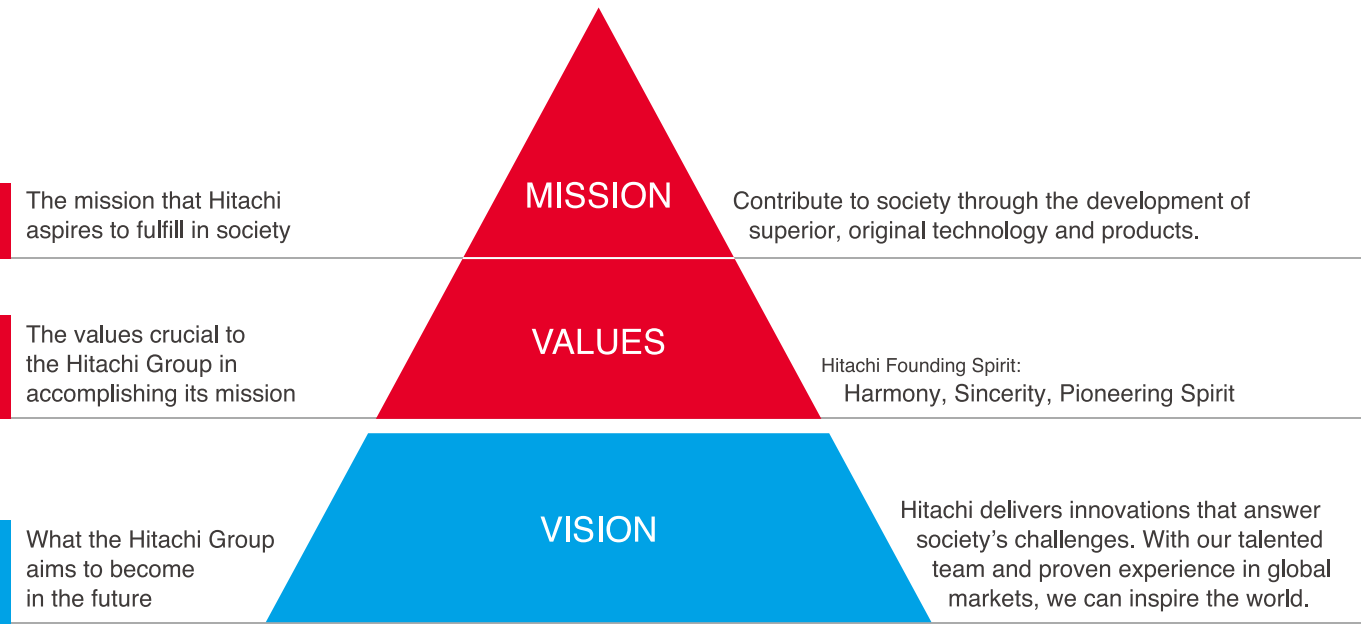 The mission that Hitachi
aspires to fulfill in society
MISSION
Contribute to society through the development of
superior, original technology and products.
The values crucial to
the Hitachi Group in
accomplishing its mission
VALUES
Hitachi Founding Spirit:
Harmony, Sincerity, Pioneering Spirit
What the Hitachi Group
aims to become
in the future
VISION
Hitachi delivers innovations that answer
society’s challenges. With our talented
team and proven experience in global
markets, we can inspire the world.